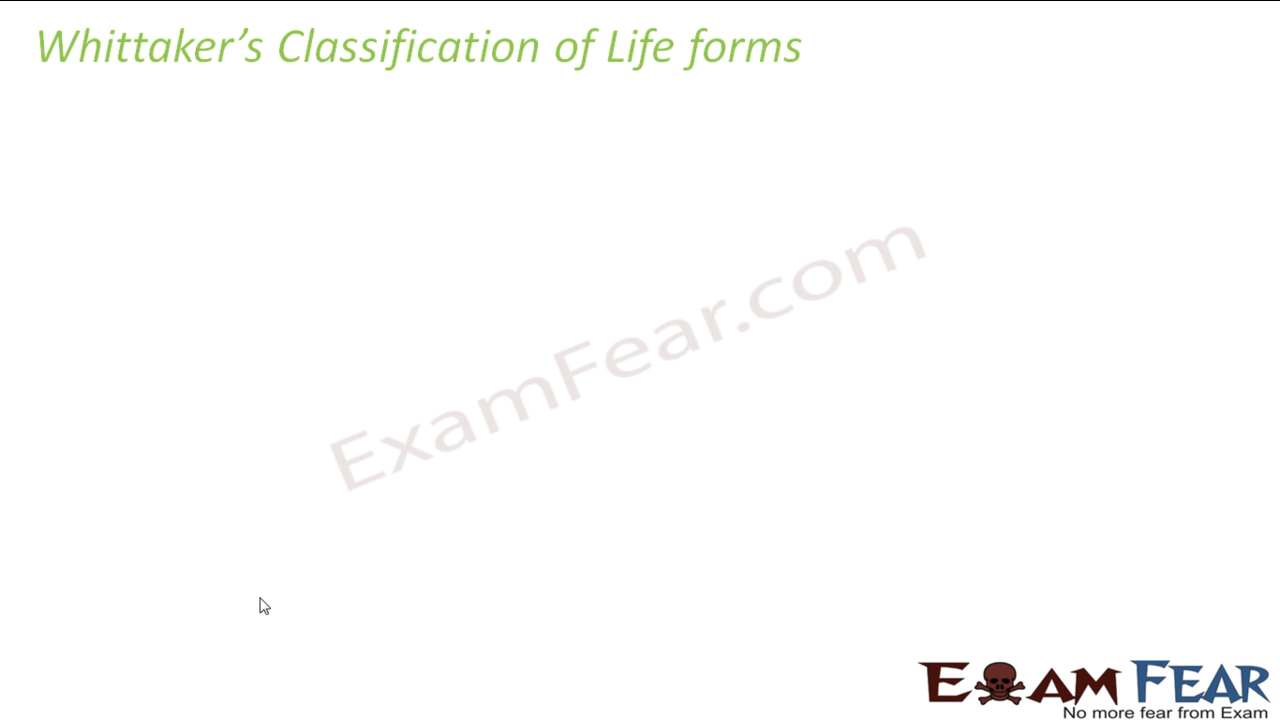 Whittaker’s Classification of Life forms
ExamFear.com
EXAM FEAR
No more fear from Exam